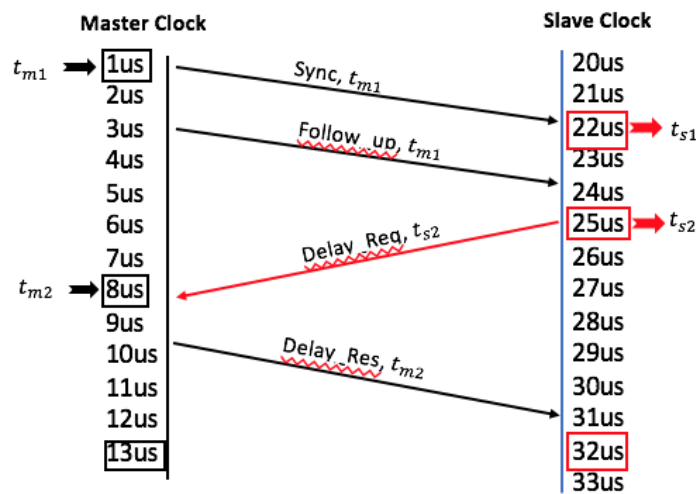 Master Clock
Slave Clock
t_m1
1us
2us
3us
4us
5us
6us
7us
t_m2
8us
9us
10us
11us
12us
13us
Sync, t_m1
Follow_up, t_m1
Delay_Req, t_s2
Delay_Res, t_m2
20us
21us
22us
t_s1
23us
24us
25us
t_s2
26us
27us
28us
29us
30us
31us
32us
33us